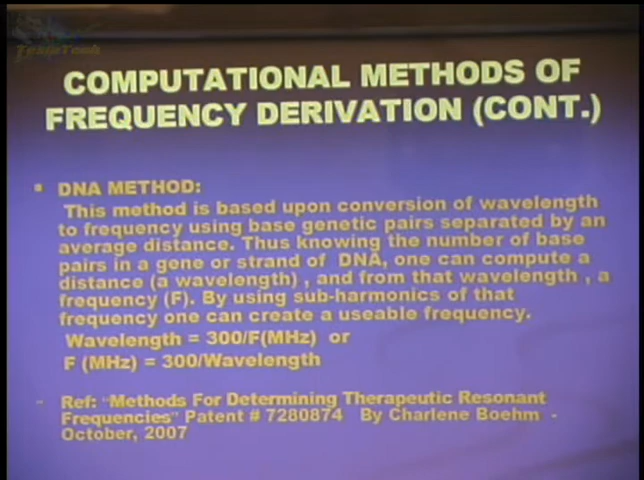 TeslaTech
COMPUTATIONAL METHODS OF
FREQUENCY DERIVATION (CONT.)
• DNA METHOD:
This method is based upon conversion of wavelength
to frequency using base genetic pairs separated by an
average distance. Thus knowing the number of base
pairs in a gene or strand of DNA, one can compute a
distance (a wavelength) , and from that wavelength , a
frequency (F). By using sub-harmonics of that
frequency one can create a useable frequency.
Wavelength = 300/F(MHz) or
F (MHz) = 300/Wavelength
- Ref: "Methods For Determining Therapeutic Resonant
Frequencies" Patent # 7280874 By Charlene Boehm -
October, 2007